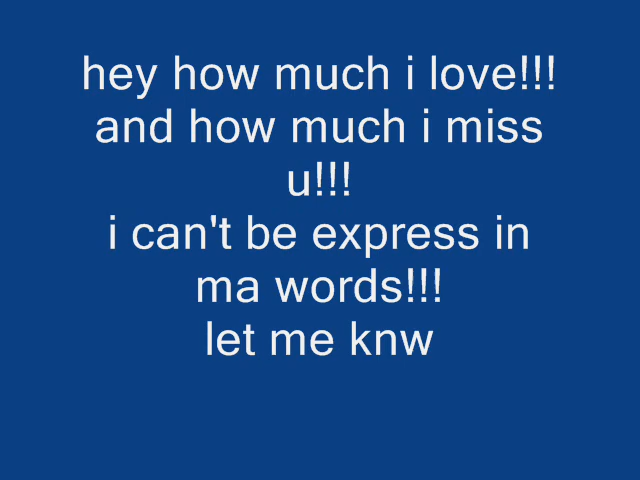 hey how much i love!!!
and how much i miss
u!!!
i can't be express in
ma words!!!
let me knw